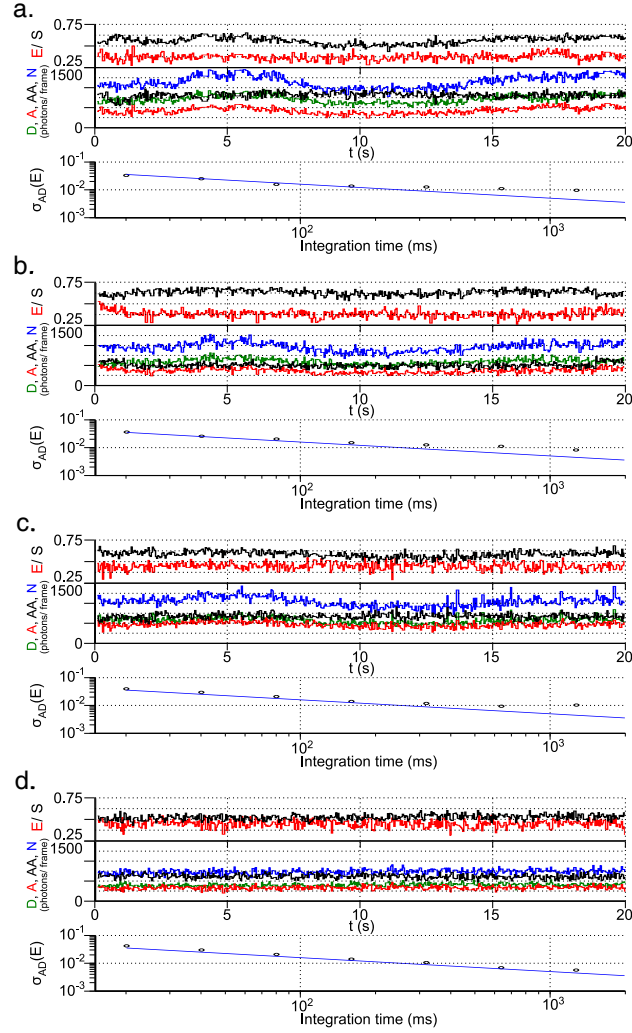 a.
E/ S
0.75
0.25
D, A, AA, N
(photons/ frame)
1500
0
0 5 10 15 20
t (s)
σAD(E)
10-1
10-2
10-3
102 103
Integration time (ms)
b.
E/ S
0.75
0.25
D, A, AA, N
(photons/ frame)
1500
0
0 5 10 15 20
t (s)
σAD(E)
10-1
10-2
10-3
102 103
Integration time (ms)
c.
E/ S
0.75
0.25
D, A, AA, N
(photons/ frame)
1500
0
0 5 10 15 20
t (s)
σAD(E)
10-1
10-2
10-3
102 103
Integration time (ms)
d.
E/ S
0.75
0.25
D, A, AA, N
(photons/ frame)
1500
0
0 5 10 15 20
t (s)
σAD(E)
10-1
10-2
10-3
102 103
Integration time (ms)